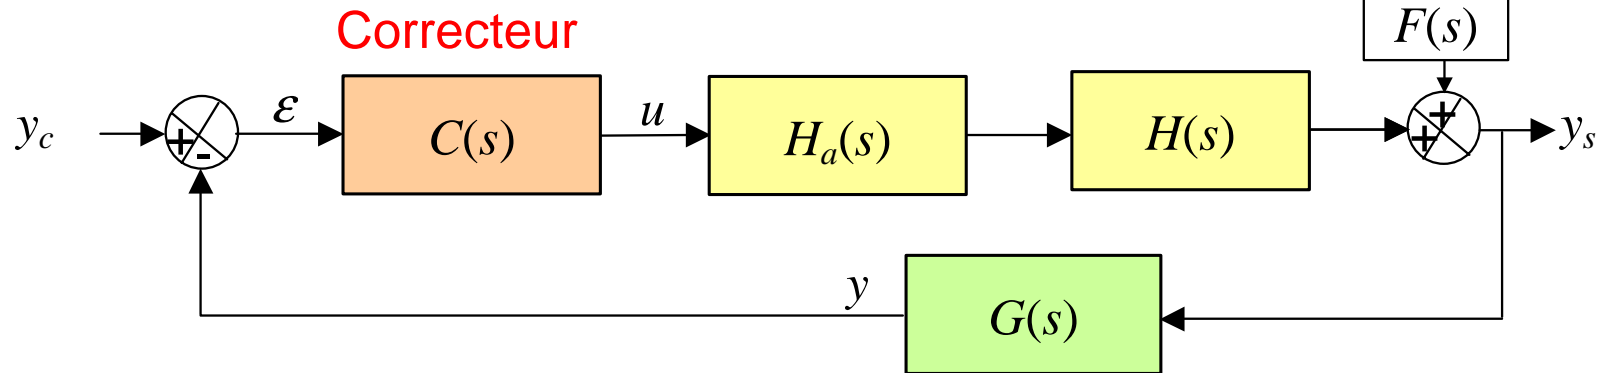 Correcteur
F(s)
y_c
+
-
ε
C(s)
u
H_a(s)
H(s)
+
+
y_s
y
G(s)